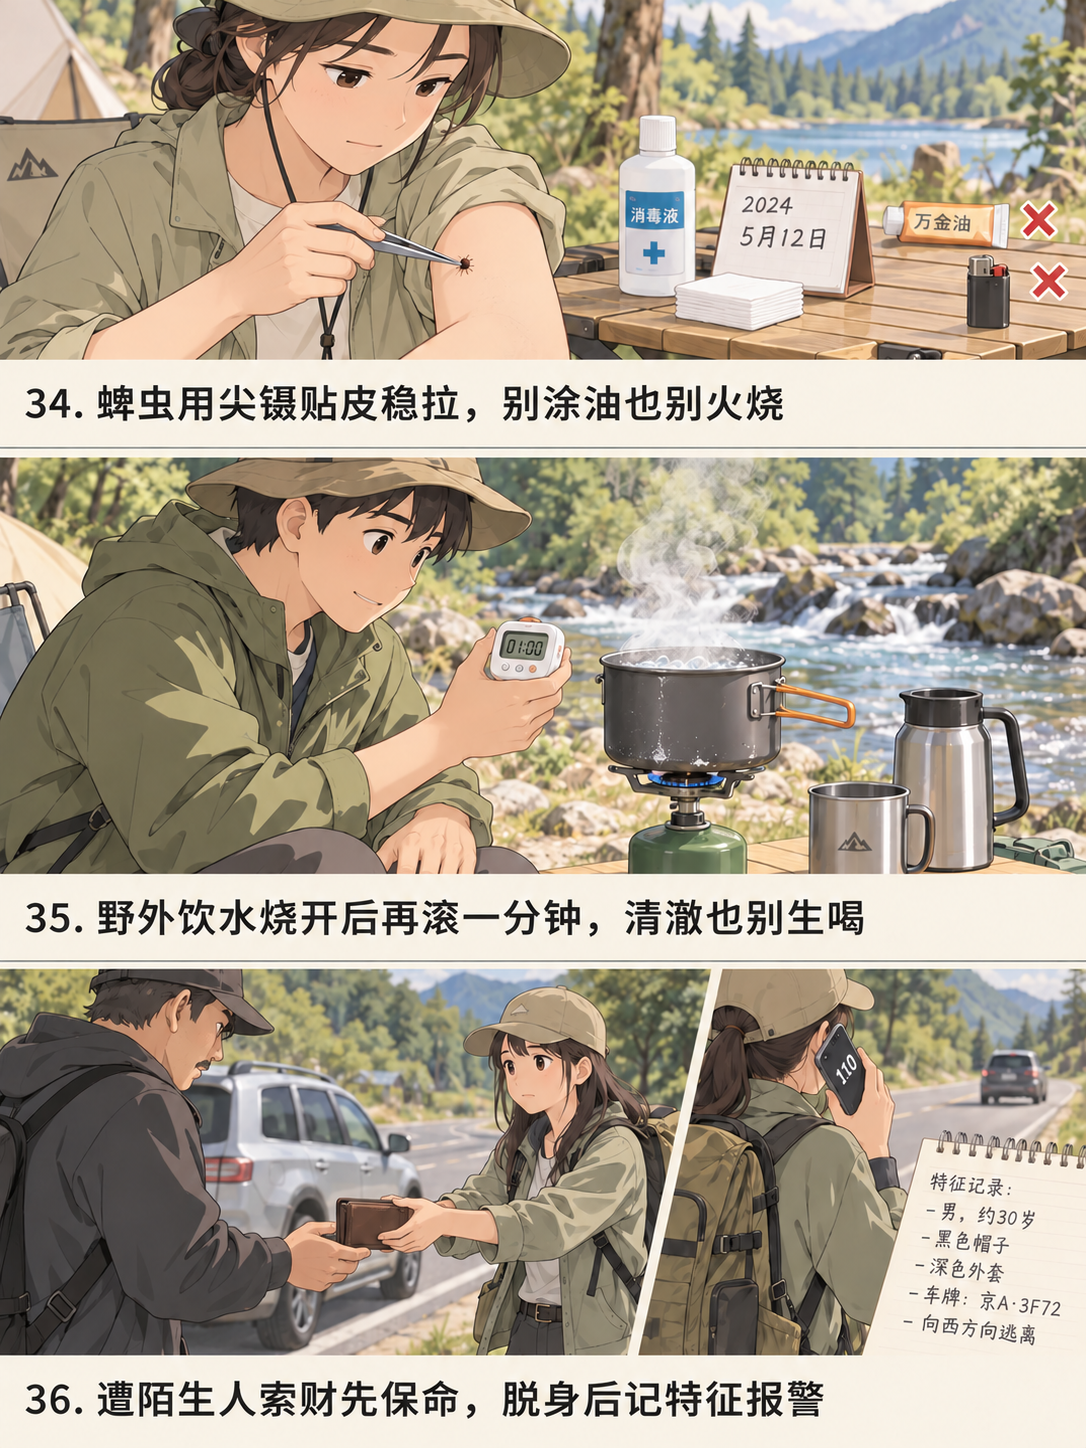 消毒液
2024
5月12日
万金油
34. 蜱虫用尖镊贴皮稳拉，别涂油也别火烧
01:00
35. 野外饮水烧开后再滚一分钟，清澈也别生喝
110
特征记录：
-男，约30岁
-黑色帽子
-深色外套
-车牌：京A·3F72
-向西方向逃离
36. 遭陌生人索财先保命，脱身后记特征报警